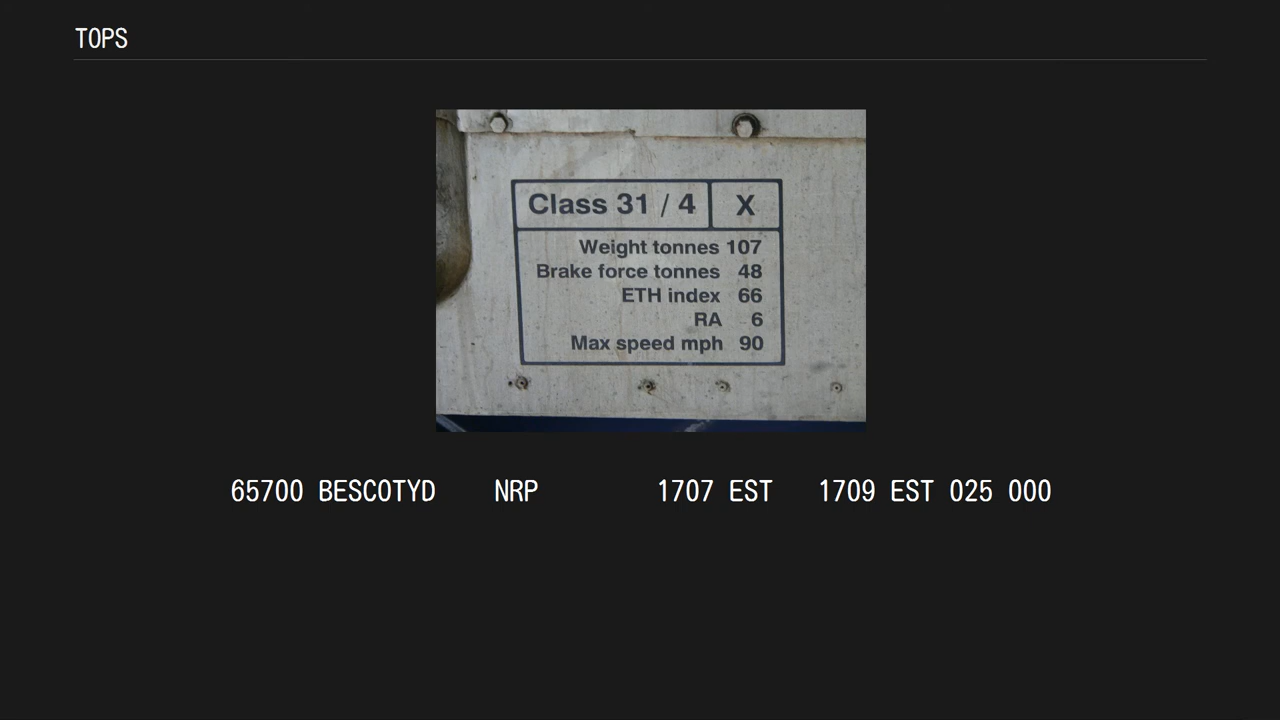 TOPS
Class 31 / 4 X
Weight tonnes 107
Brake force tonnes 48
ETH index 66
RA 6
Max speed mph 90
65700 BESCOTYD NRP 1707 EST 1709 EST 025 000